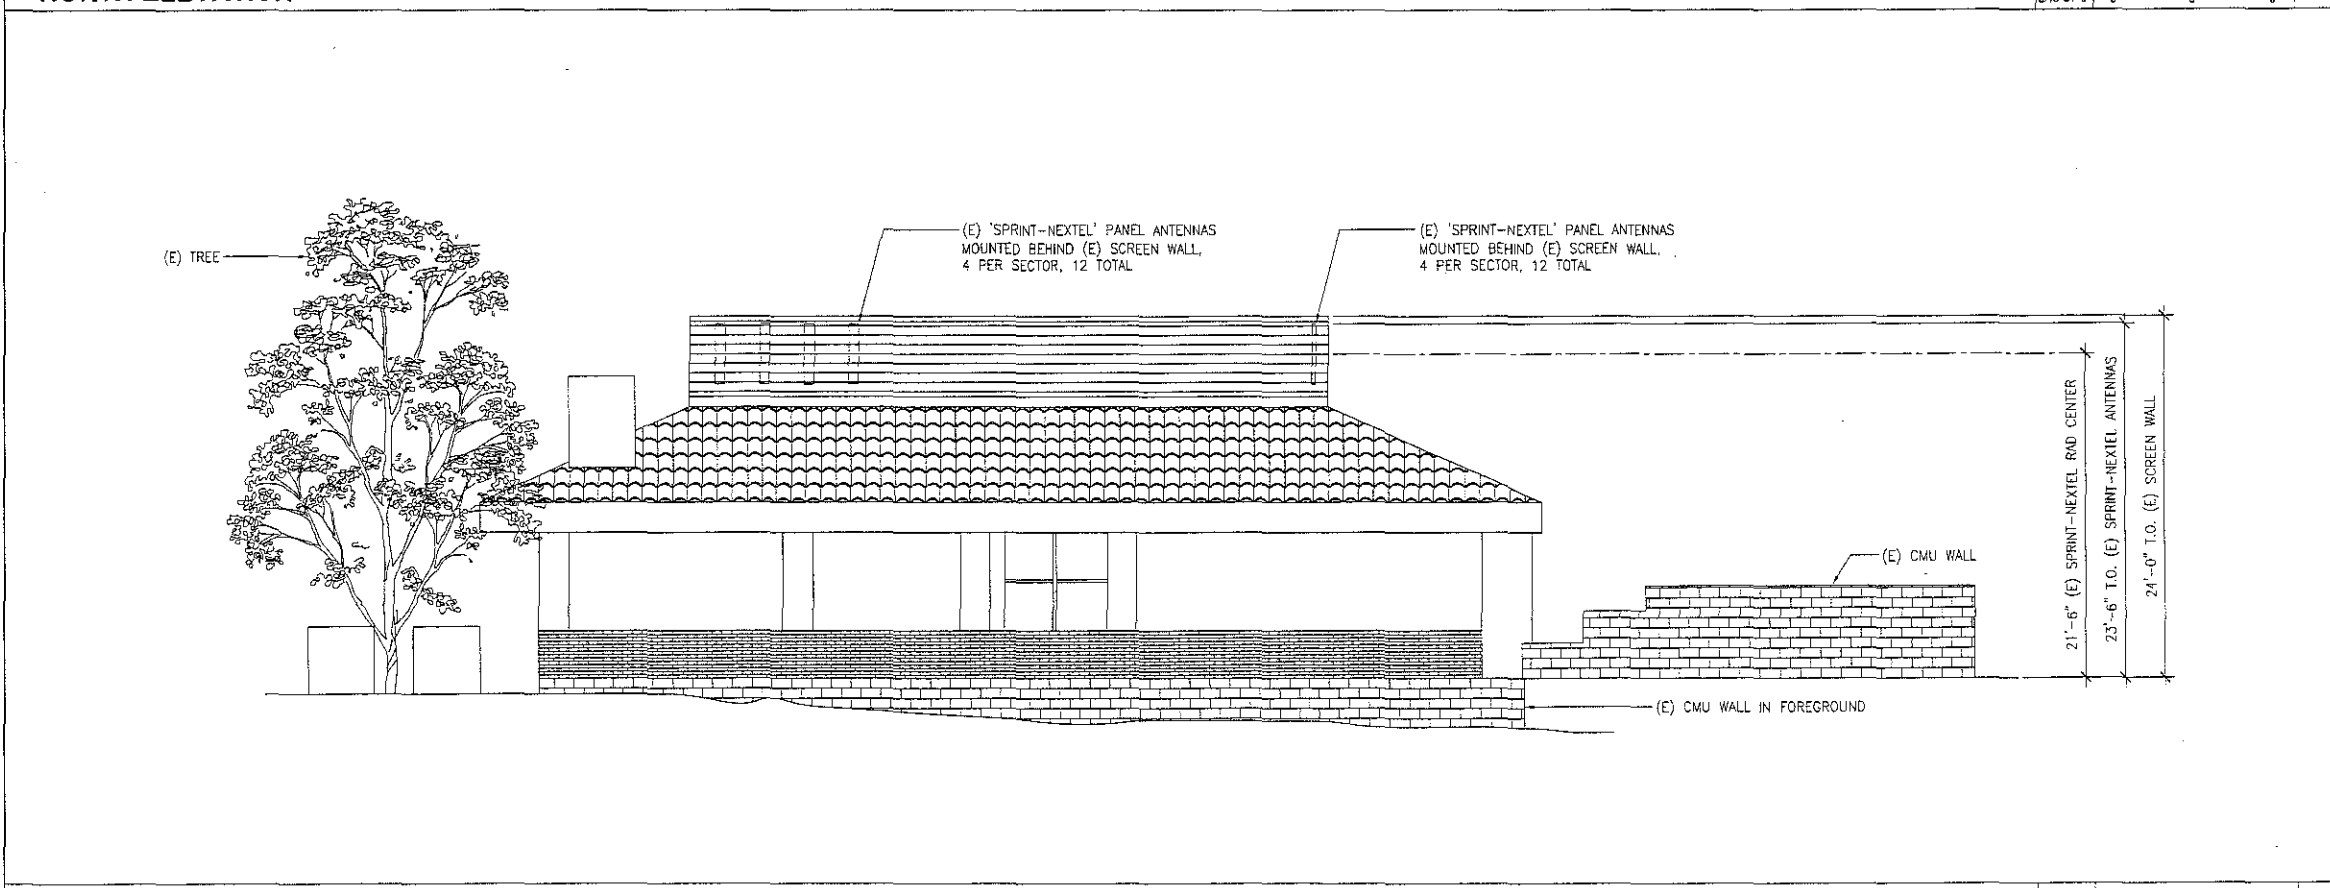 (E) TREE
(E) 'SPRINT-NEXTEL' PANEL ANTENNAS
MOUNTED BEHIND (E) SCREEN WALL,
4 PER SECTOR, 12 TOTAL
(E) 'SPRINT-NEXTEL' PANEL ANTENNAS
MOUNTED BEHIND (E) SCREEN WALL,
4 PER SECTOR, 12 TOTAL
21'-6" (E) SPRINT-NEXTEL RAD CENTER
23'-6" T.O. (E) SPRINT-NEXTEL ANTENNAS
24'-0" T.O. (E) SCREEN WALL
(E) CMU WALL
(E) CMU WALL IN FOREGROUND